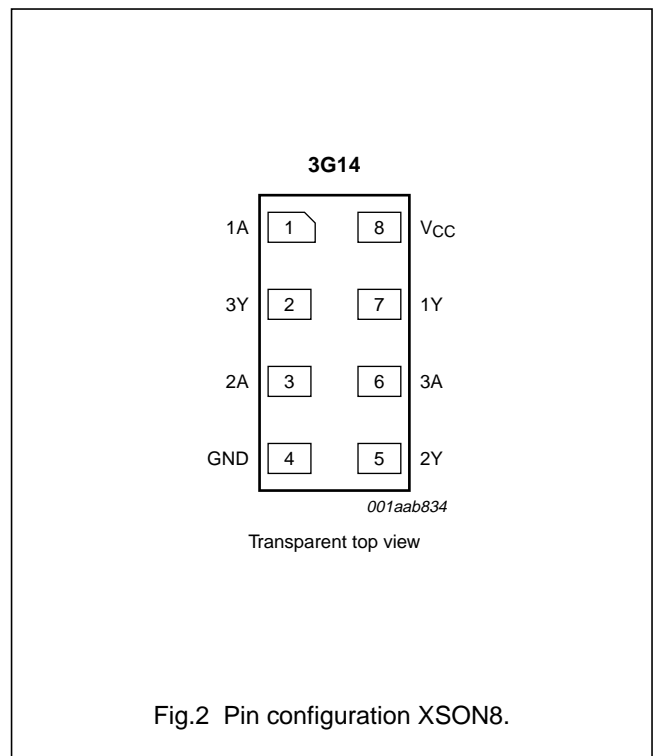 3G14
1A 1 8 VCC
3Y 2 7 1Y
2A 3 6 3A
GND 4 5 2Y
001aab834
Transparent top view
Fig.2 Pin configuration XSON8.